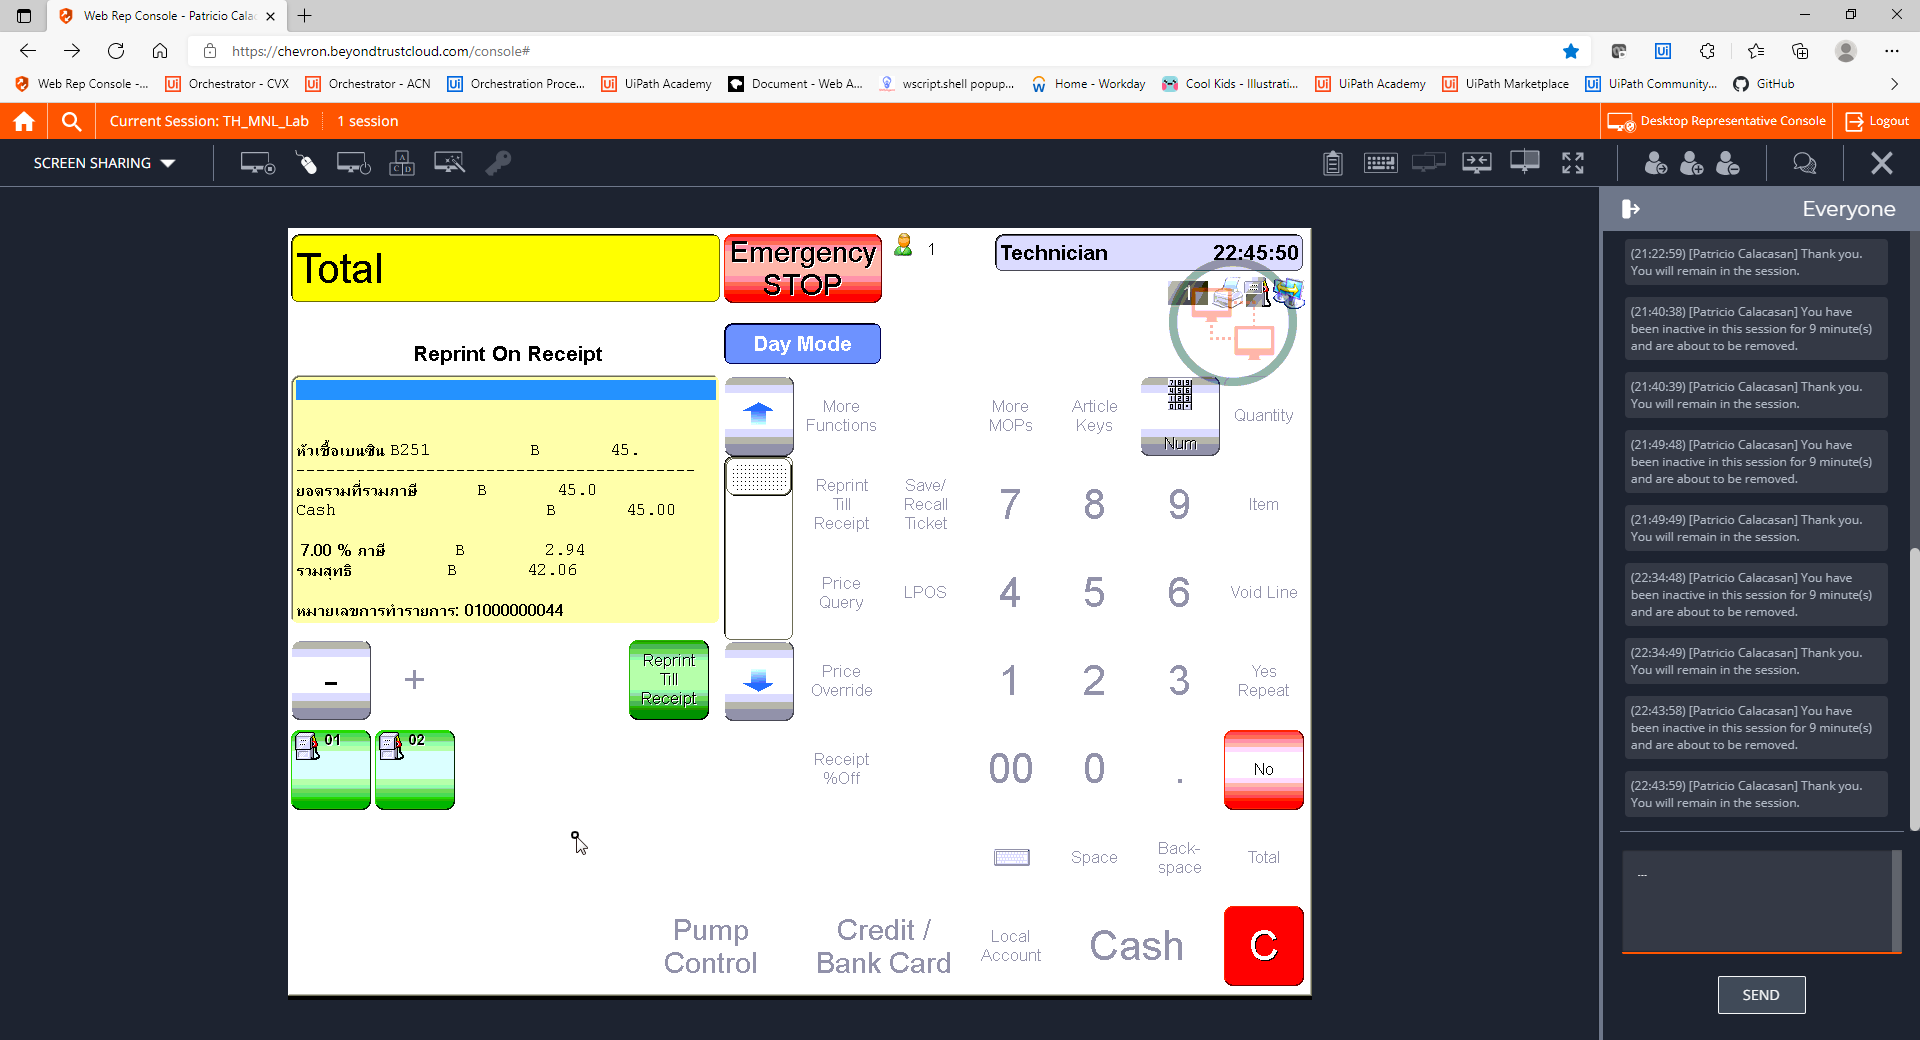 Web Rep Console - Patricio Cala
https://chevron.beyondtrustcloud.com/console#
Web Rep Console -...
Orchestrator - CVX
Orchestrator - ACN
Orchestration Proce...
UiPath Academy
Document - Web A...
wscript.shell popup...
Home - Workday
Cool Kids - Illustrati...
UiPath Academy
UiPath Marketplace
UiPath Community...
GitHub
Current Session: TH_MNL_Lab
1 session
Desktop Representative Console
Logout
SCREEN SHARING
Total
Emergency
STOP
1
Technician 22:45:50
1
Reprint On Receipt
Day Mode
หัวเชื้อเบนซิน B251 B 45.
----------------------------------------
ยอดรวมที่รวมภาษี B 45.0
Cash B 45.00
7.00 % ภาษี B 2.94
รวมสุทธิ B 42.06
หมายเลขการทำรายการ: 01000000044
- +
Reprint
Till
Receipt
01
02
More
Functions
More
MOPs
Article
Keys
Num
Quantity
Reprint
Till
Receipt
Save/
Recall
Ticket
7 8 9
Item
Price
Query
LPOS
4 5 6
Void Line
Price
Override
1 2 3
Yes
Repeat
Receipt
%Off
00 0 .
No
Space
Back-
space
Total
Pump
Control
Credit /
Bank Card
Local
Account
Cash
C
Everyone
(21:22:59) [Patricio Calacasan] Thank you.
You will remain in the session.
(21:40:38) [Patricio Calacasan] You have
been inactive in this session for 9 minute(s)
and are about to be removed.
(21:40:39) [Patricio Calacasan] Thank you.
You will remain in the session.
(21:49:48) [Patricio Calacasan] You have
been inactive in this session for 9 minute(s)
and are about to be removed.
(21:49:49) [Patricio Calacasan] Thank you.
You will remain in the session.
(22:34:48) [Patricio Calacasan] You have
been inactive in this session for 9 minute(s)
and are about to be removed.
(22:34:49) [Patricio Calacasan] Thank you.
You will remain in the session.
(22:43:58) [Patricio Calacasan] You have
been inactive in this session for 9 minute(s)
and are about to be removed.
(22:43:59) [Patricio Calacasan] Thank you.
You will remain in the session.
...
SEND